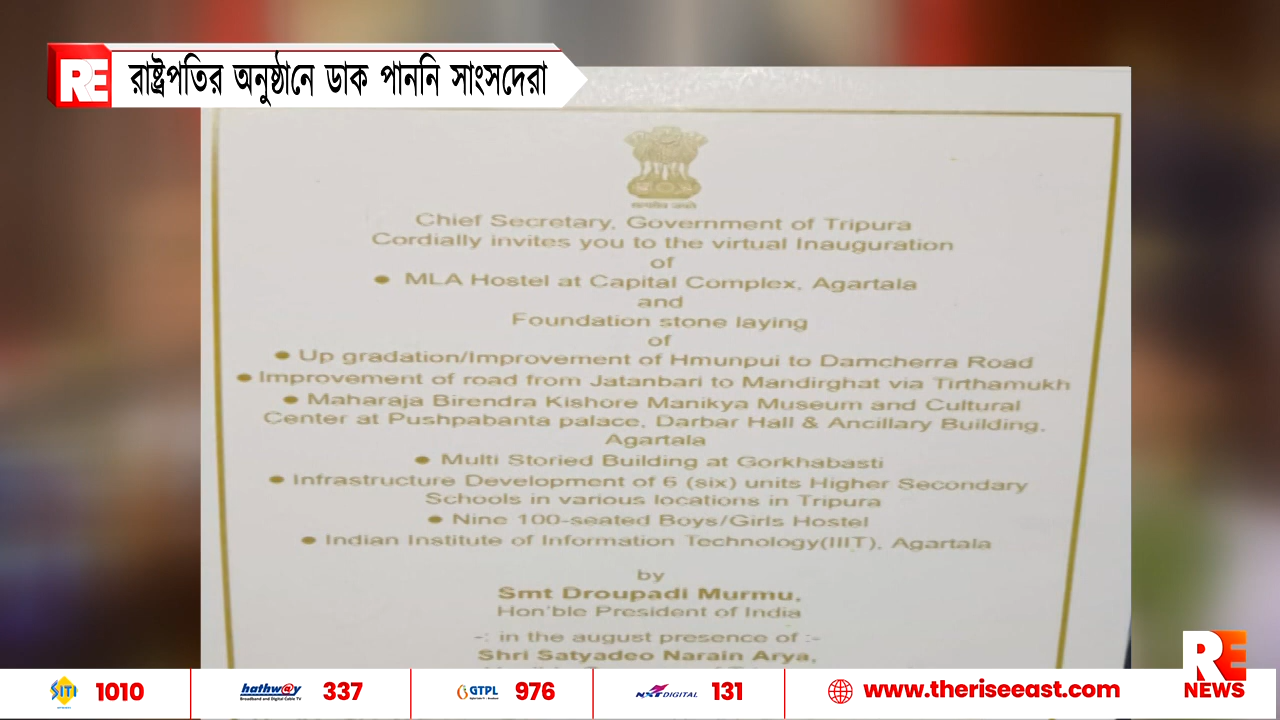 RE
রাষ্ট্রপতির অনুষ্ঠানে ডাক পাননি সাংসদেরা
Chief Secretary, Government of Tripura
Cordially invites you to the virtual Inauguration
of
● MLA Hostel at Capital Complex, Agartala
and
Foundation stone laying
of
● Up gradation/Improvement of Hmunpui to Damcherra Road
● Improvement of road from Jatanbari to Mandirghat via Tirthamukh
● Maharaja Birendra Kishore Manikya Museum and Cultural
Center at Pushpabanta palace, Darbar Hall & Ancillary Building,
Agartala
● Multi Storied Building at Gorkhabasti
● Infrastructure Development of 6 (six) units Higher Secondary
Schools in various locations in Tripura
● Nine 100-seated Boys/Girls Hostel
● Indian Institute of Information Technology(IIIT), Agartala
by
Smt Droupadi Murmu,
Hon'ble President of India
-: in the august presence of :-
Shri Satyadeo Narain Arya,
SITI 1010
hathway 337
GTPL 976
NXT DIGITAL 131
www.theriseeast.com
RE
NEWS